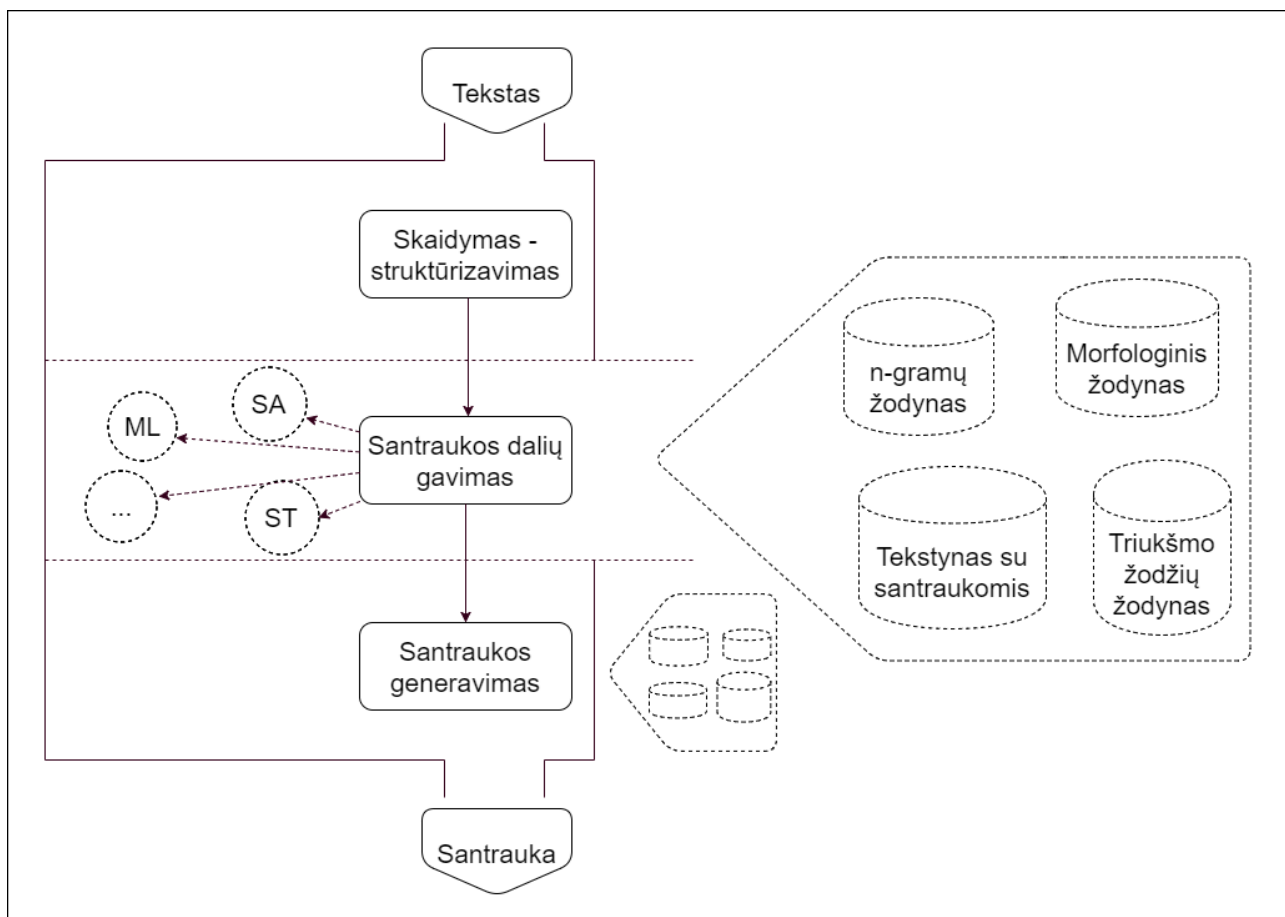 Tekstas
Skaidymas -
struktūrizavimas
SA
ML
...
ST
Santraukos dalių
gavimas
Santraukos
generavimas
Santrauka
n-gramų
žodynas
Morfologinis
žodynas
Tekstynas su
santraukomis
Triukšmo
žodžių
žodynas